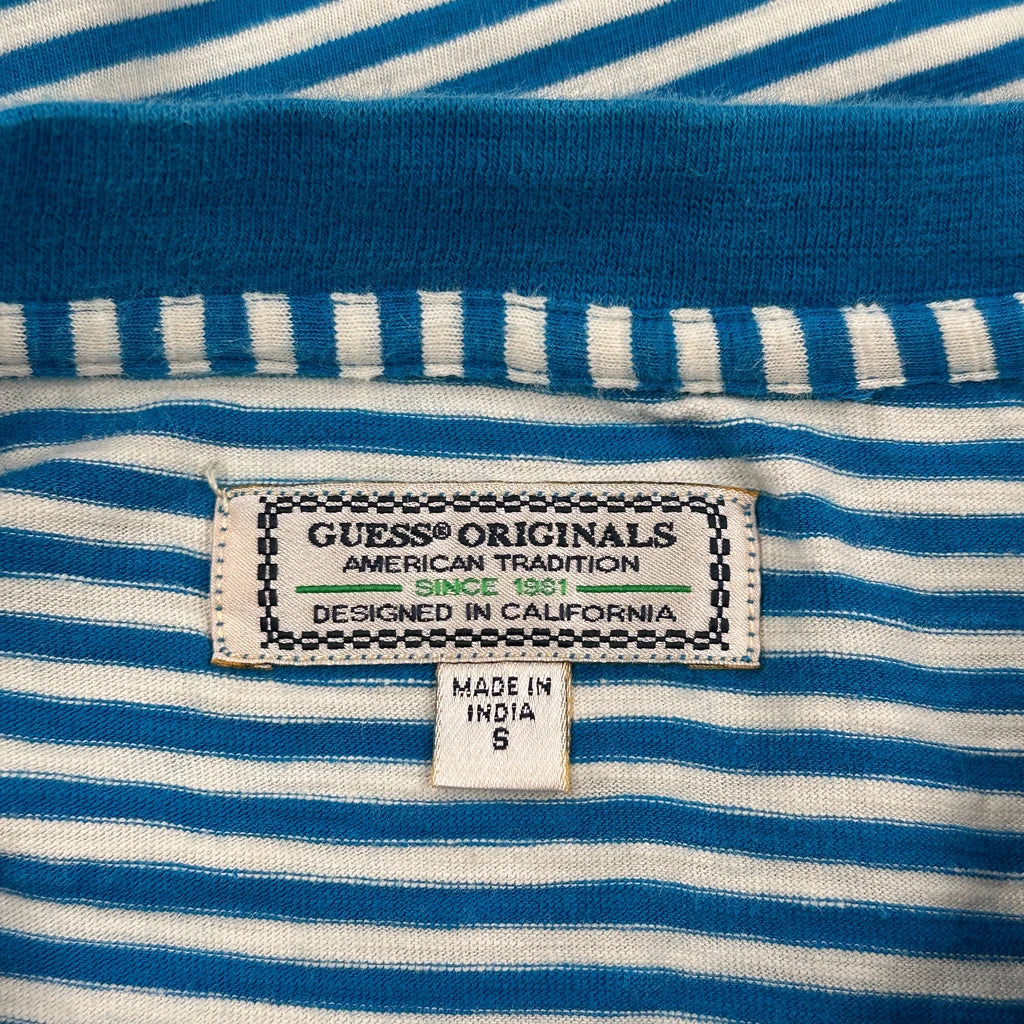 GUESS® ORIGINALS
AMERICAN TRADITION
SINCE 1981
DESIGNED IN CALIFORNIA
MADE IN
INDIA
S